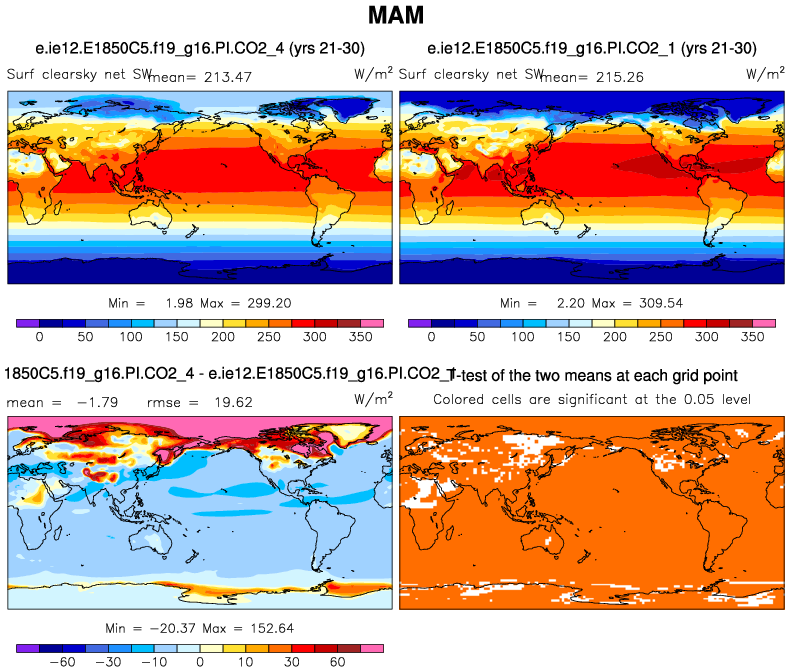 MAM
e.ie12.E1850C5.f19_g16.PI.CO2_4 (yrs 21-30)
e.ie12.E1850C5.f19_g16.PI.CO2_1 (yrs 21-30)
Surf clearsky net SW mean= 213.47 W/m²
Surf clearsky net SW mean= 215.26 W/m²
Min = 1.98 Max = 299.20
Min = 2.20 Max = 309.54
0 50 100 150 200 250 300 350
0 50 100 150 200 250 300 350
1850C5.f19_g16.PI.CO2_4 - e.ie12.E1850C5.f19_g16.PI.CO2_1
T-test of the two means at each grid point
mean = -1.79 rmse = 19.62 W/m²
Colored cells are significant at the 0.05 level
Min = -20.37 Max = 152.64
-60 -30 -10 0 10 30 60